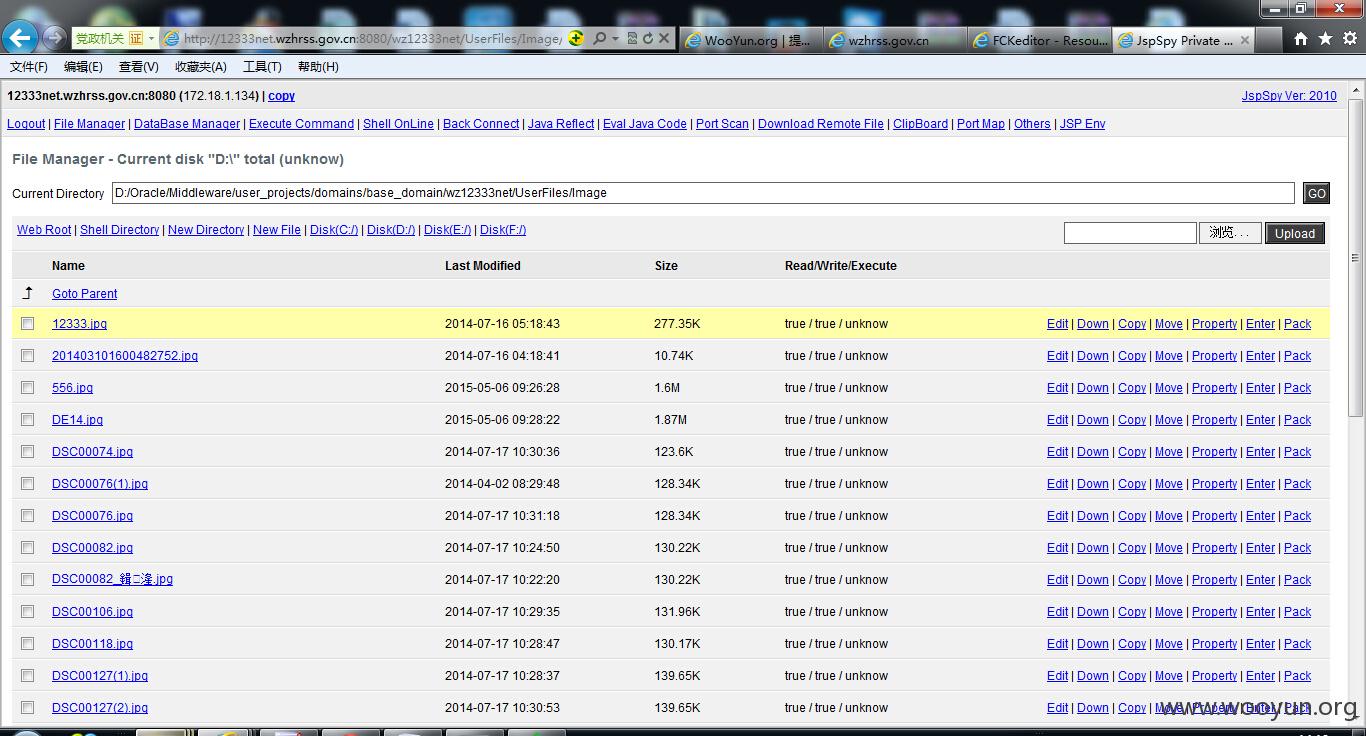 党政机关 证 http://12333net.wzhrss.gov.cn:8080/wz12333net/UserFiles/Image/ WooYun.org | 提... wzhrss.gov.cn FCKeditor - Resou... JspSpy Private ...
文件(F) 编辑(E) 查看(V) 收藏夹(A) 工具(T) 帮助(H)
12333net.wzhrss.gov.cn:8080 (172.18.1.134) | copy JspSpy Ver: 2010
Logout | File Manager | DataBase Manager | Execute Command | Shell OnLine | Back Connect | Java Reflect | Eval Java Code | Port Scan | Download Remote File | ClipBoard | Port Map | Others | JSP Env
File Manager - Current disk "D:\" total (unknow)
Current Directory D:/Oracle/Middleware/user_projects/domains/base_domain/wz12333net/UserFiles/Image GO
Web Root | Shell Directory | New Directory | New File | Disk(C:/) | Disk(D:/) | Disk(E:/) | Disk(F:/) 浏览... Upload
Name Last Modified Size Read/Write/Execute
Goto Parent
12333.jpg 2014-07-16 05:18:43 277.35K true / true / unknow Edit | Down | Copy | Move | Property | Enter | Pack
201403101600482752.jpg 2014-07-16 04:18:41 10.74K true / true / unknow Edit | Down | Copy | Move | Property | Enter | Pack
556.jpg 2015-05-06 09:26:28 1.6M true / true / unknow Edit | Down | Copy | Move | Property | Enter | Pack
DE14.jpg 2015-05-06 09:28:22 1.87M true / true / unknow Edit | Down | Copy | Move | Property | Enter | Pack
DSC00074.jpg 2014-07-17 10:30:36 123.6K true / true / unknow Edit | Down | Copy | Move | Property | Enter | Pack
DSC00076(1).jpg 2014-04-02 08:29:48 128.34K true / true / unknow Edit | Down | Copy | Move | Property | Enter | Pack
DSC00076.jpg 2014-07-17 10:31:18 128.34K true / true / unknow Edit | Down | Copy | Move | Property | Enter | Pack
DSC00082.jpg 2014-07-17 10:24:50 130.22K true / true / unknow Edit | Down | Copy | Move | Property | Enter | Pack
2014-07-17 10:22:20 130.22K true / true / unknow Edit | Down | Copy | Move | Property | Enter | Pack
DSC00106.jpg 2014-07-17 10:29:35 131.96K true / true / unknow Edit | Down | Copy | Move | Property | Enter | Pack
DSC00118.jpg 2014-07-17 10:28:47 130.17K true / true / unknow Edit | Down | Copy | Move | Property | Enter | Pack
DSC00127(1).jpg 2014-07-17 10:28:37 139.65K true / true / unknow Edit | Down | Copy | Move | Property | Enter | Pack
DSC00127(2).jpg 2014-07-17 10:30:53 139.65K true / true / unknow Edit | Down | Copy | Move | Property | Enter | Pack
www.wooyun.org